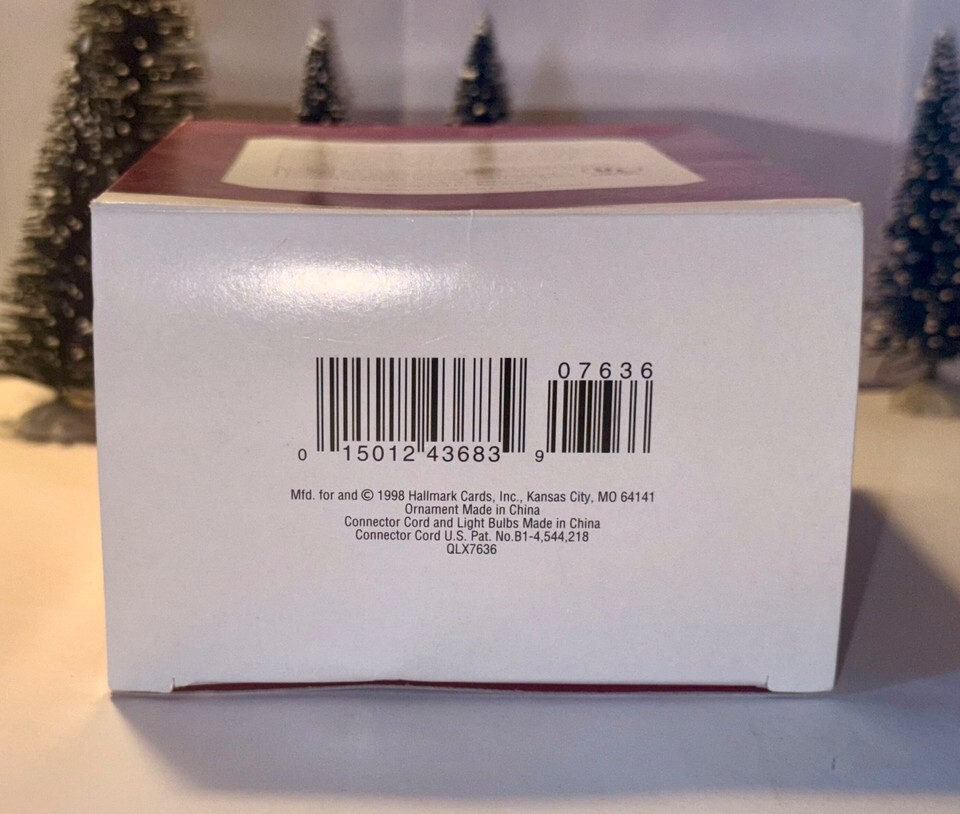 07636
0 15012 43683 9
Mfd. for and © 1998 Hallmark Cards, Inc., Kansas City, MO 64141
Ornament Made in China
Connector Cord and Light Bulbs Made in China
Connector Cord U.S. Pat. No.B1-4,544,218
QLX7636